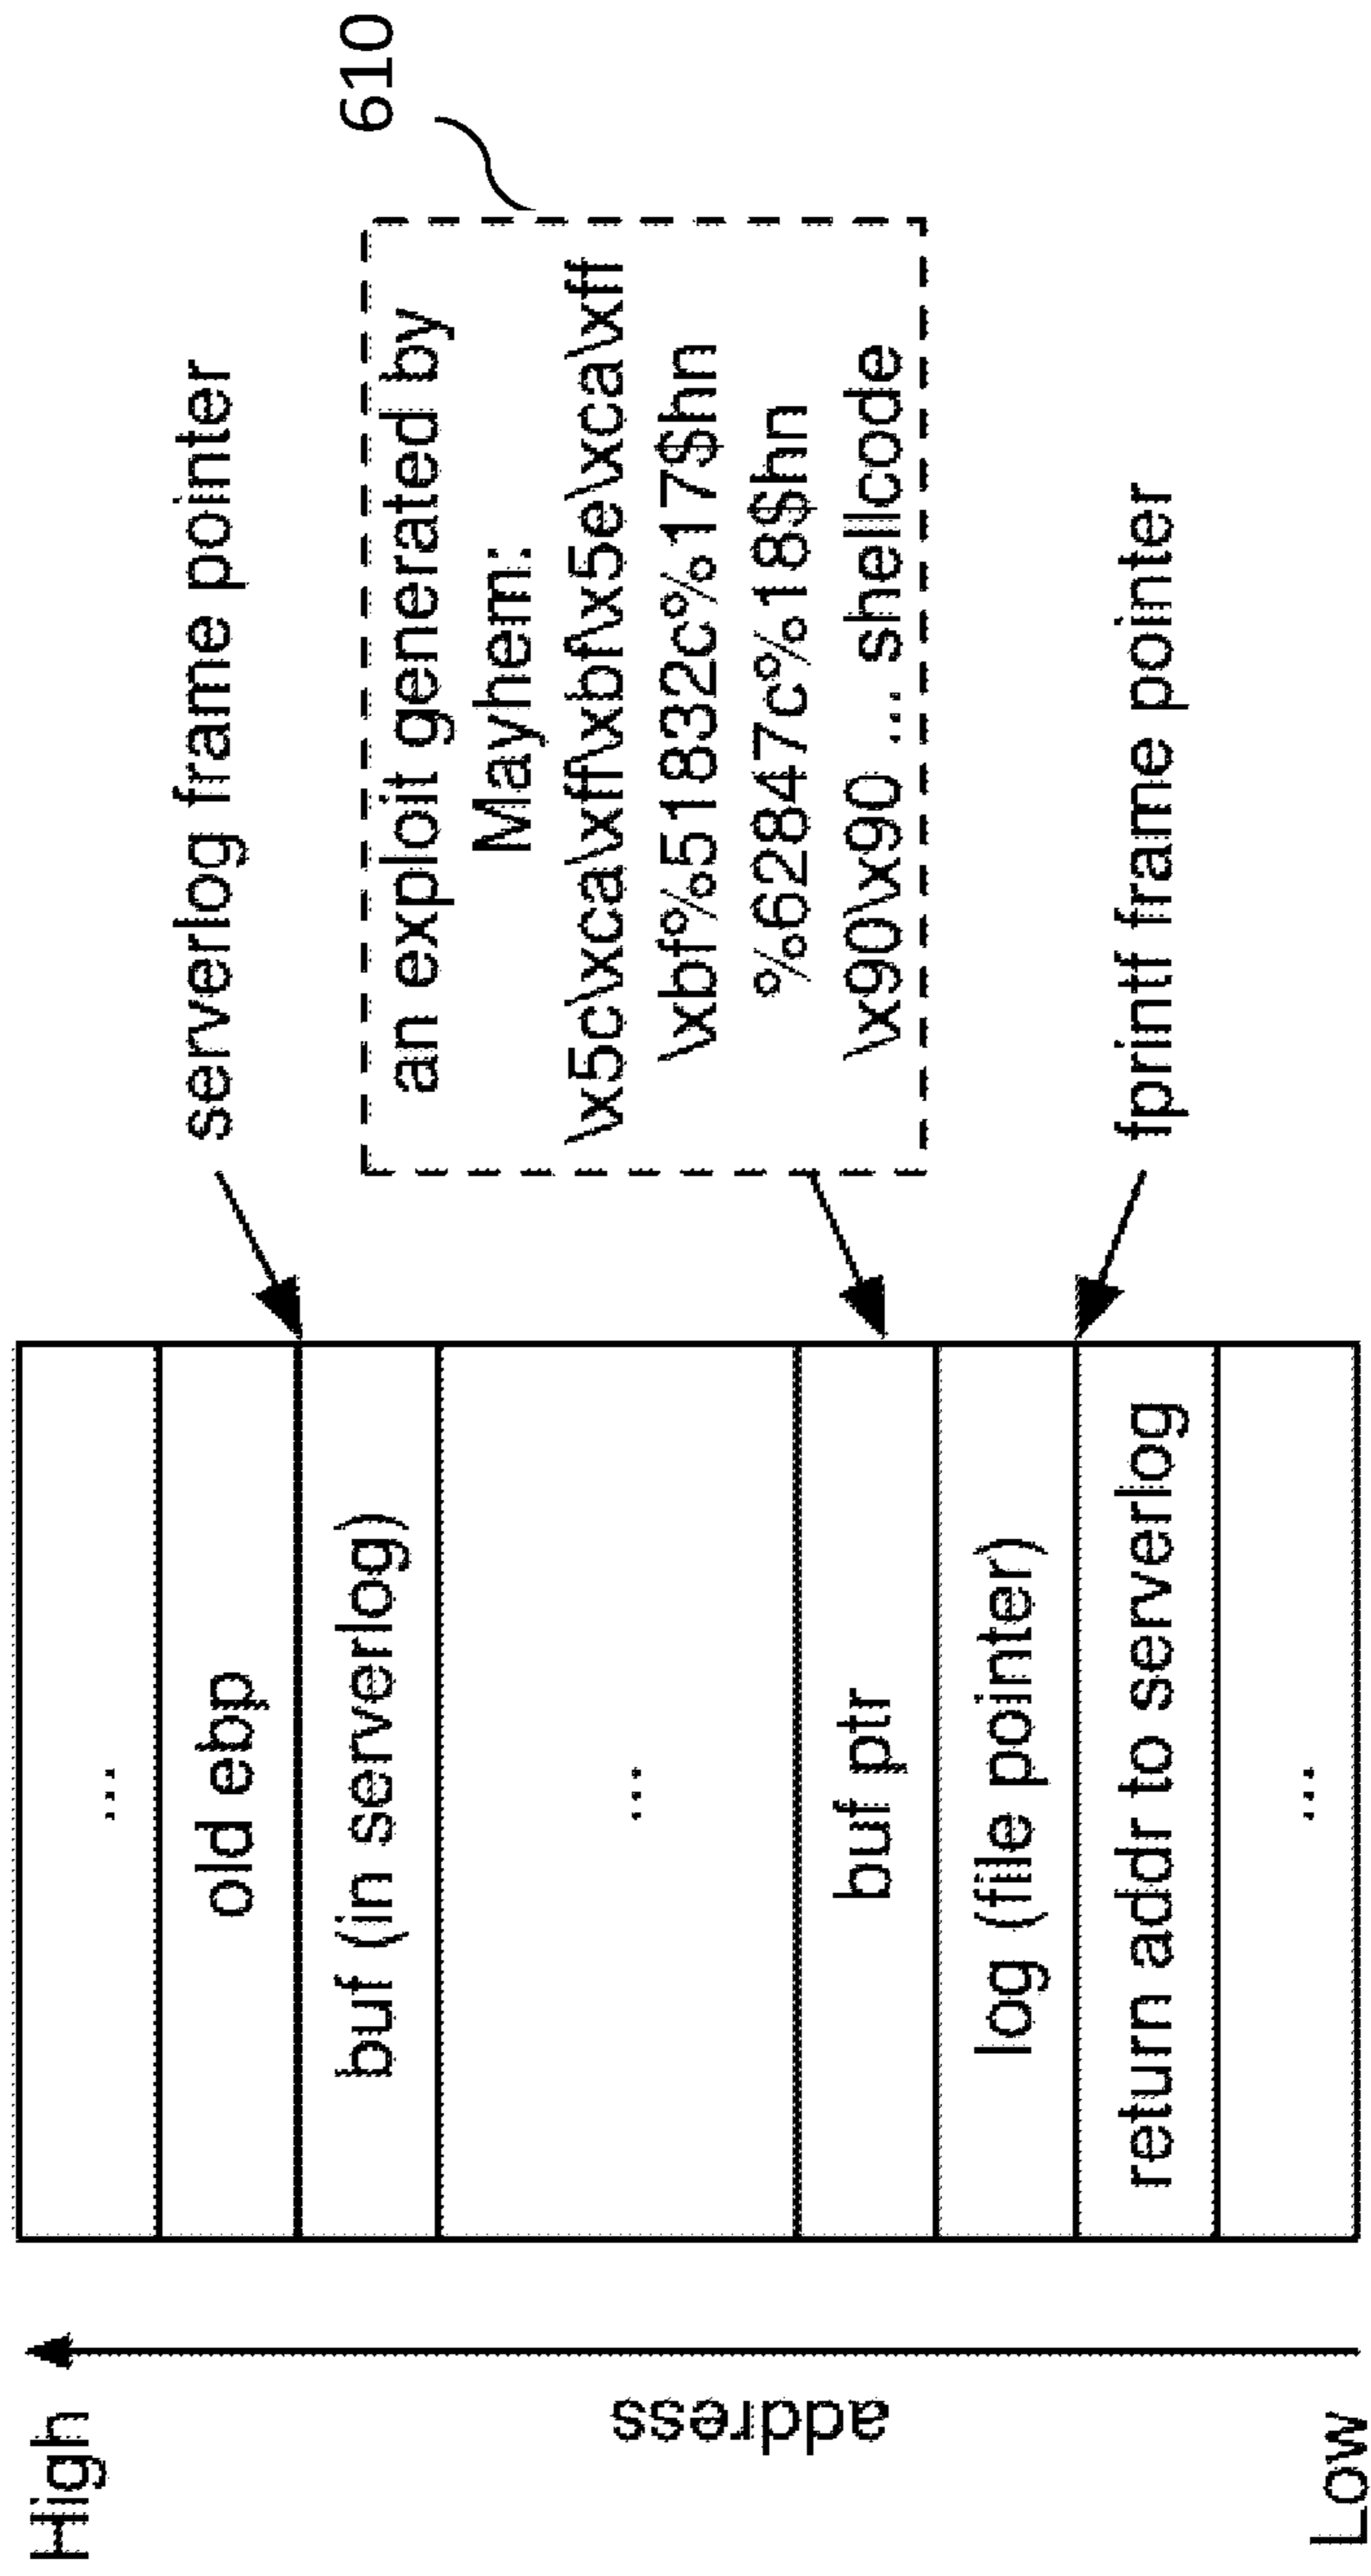 High
address
Low
...
old ebp
buf (in serverlog)
...
buf ptr
log (file pointer)
return addr to serverlog
...
serverlog frame pointer
610
an exploit generated by
Mayhem:
\x5c\xca\xff\xbf\x5e\xca\xff
\xbf%51832c%17$hn
%62847c%18$hn
\x90\x90 ... shellcode
fprintf frame pointer